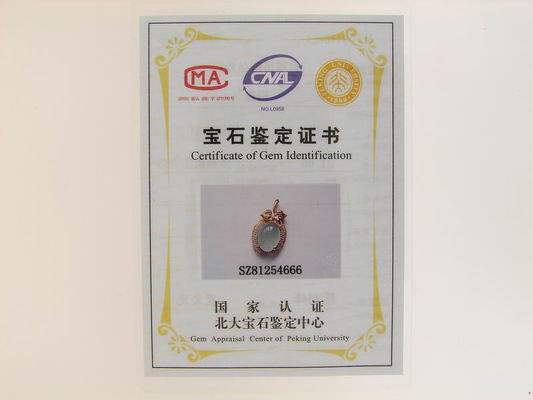 MA
CNAL
NO.L0958
宝石鉴定证书
Certificate of Gem Identification
SZ81254666
国家认证
北大宝石鉴定中心
Gem Appraisal Center of Peking University